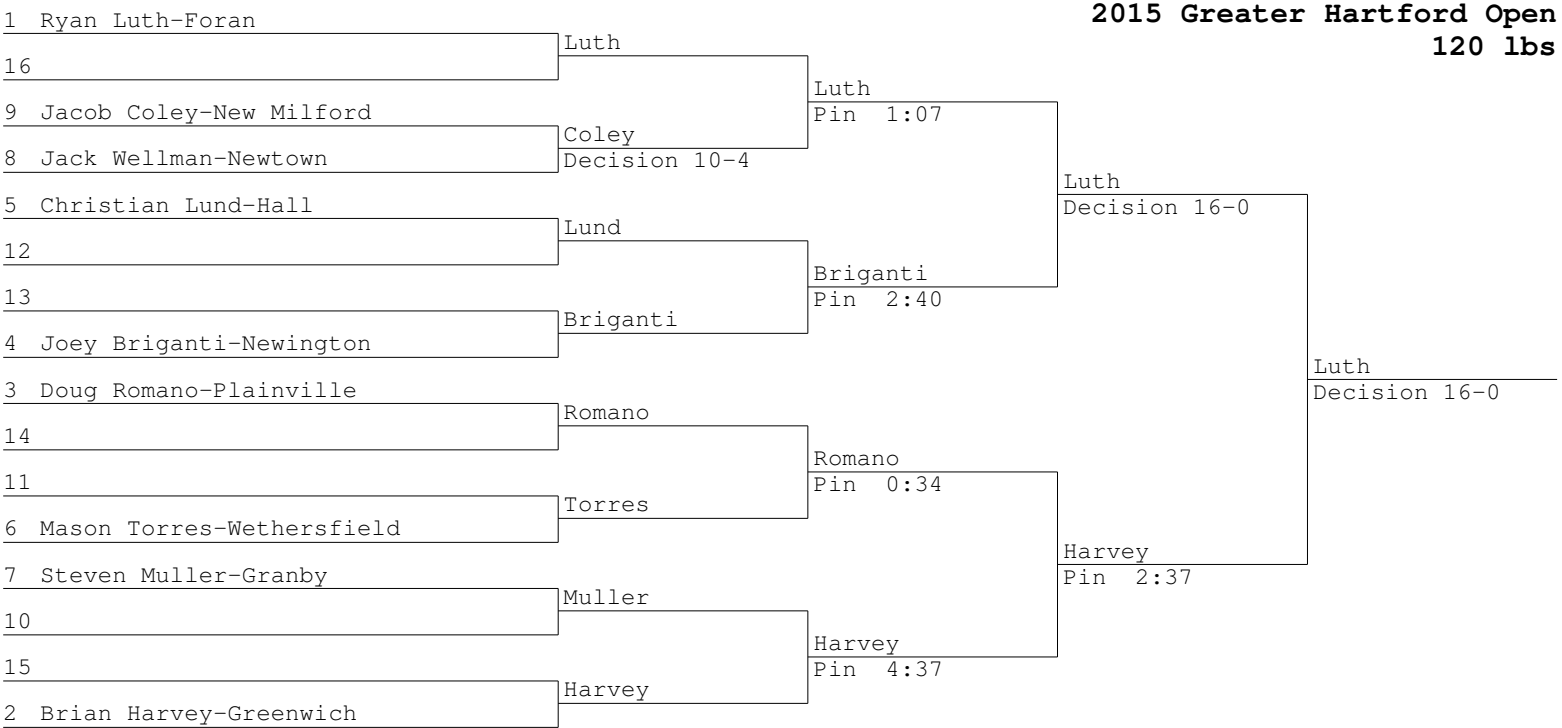 2015 Greater Hartford Open
120 lbs
1 Ryan Luth-Foran
Luth
16
Luth
Pin 1:07
9 Jacob Coley-New Milford
Coley
Decision 10-4
8 Jack Wellman-Newtown
Luth
Decision 16-0
5 Christian Lund-Hall
Lund
12
Briganti
Pin 2:40
13
Briganti
4 Joey Briganti-Newington
Luth
Decision 16-0
3 Doug Romano-Plainville
Romano
14
Romano
Pin 0:34
11
Torres
6 Mason Torres-Wethersfield
Harvey
Pin 2:37
7 Steven Muller-Granby
Muller
10
Harvey
Pin 4:37
15
Harvey
2 Brian Harvey-Greenwich